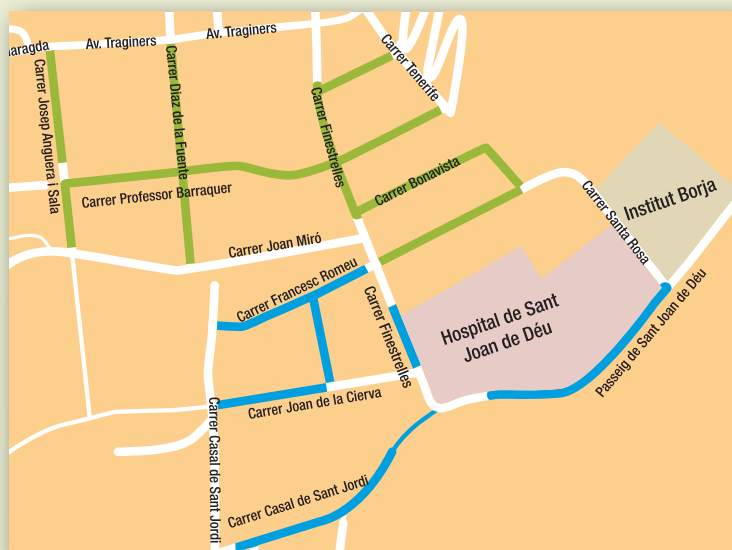 Av. Traginers
Av. Traginers
Carrer Tenerife
Carrer Josep Anguera i Sala
Carrer Diaz de la Fuente
Carrer Finestrelles
Carrer Bonavista
Carrer Professor Barraquer
Carrer Santa Rosa
Institut Borja
Carrer Joan Miró
Carrer Francesc Romeu
Carrer Finestrelles
Hospital de Sant
Joan de Déu
Passeig de Sant Joan de Déu
Carrer Joan de la Cierva
Carrer Casal de Sant Jordi
Carrer Casal de Sant Jordi